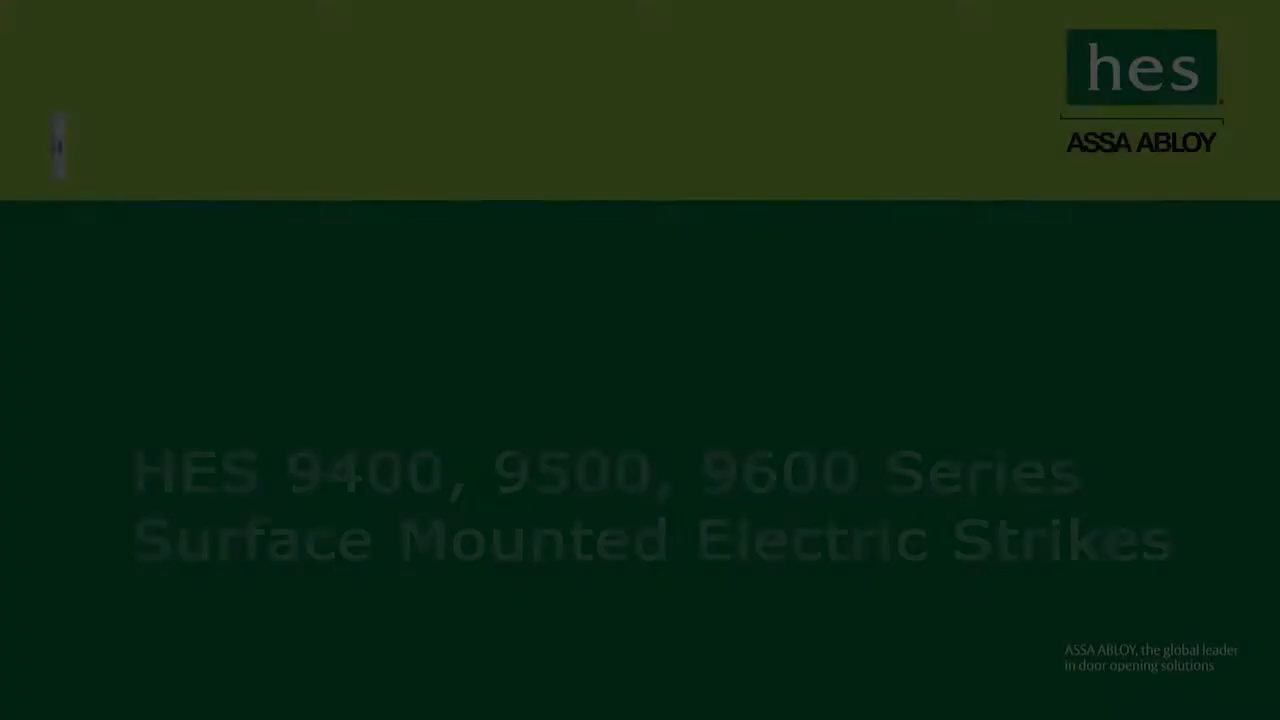 hes
ASSA ABLOY
HES 9400, 9500, 9600 Series
Surface Mounted Electric Strikes
ASSA ABLOY, the global leader
in door opening solutions